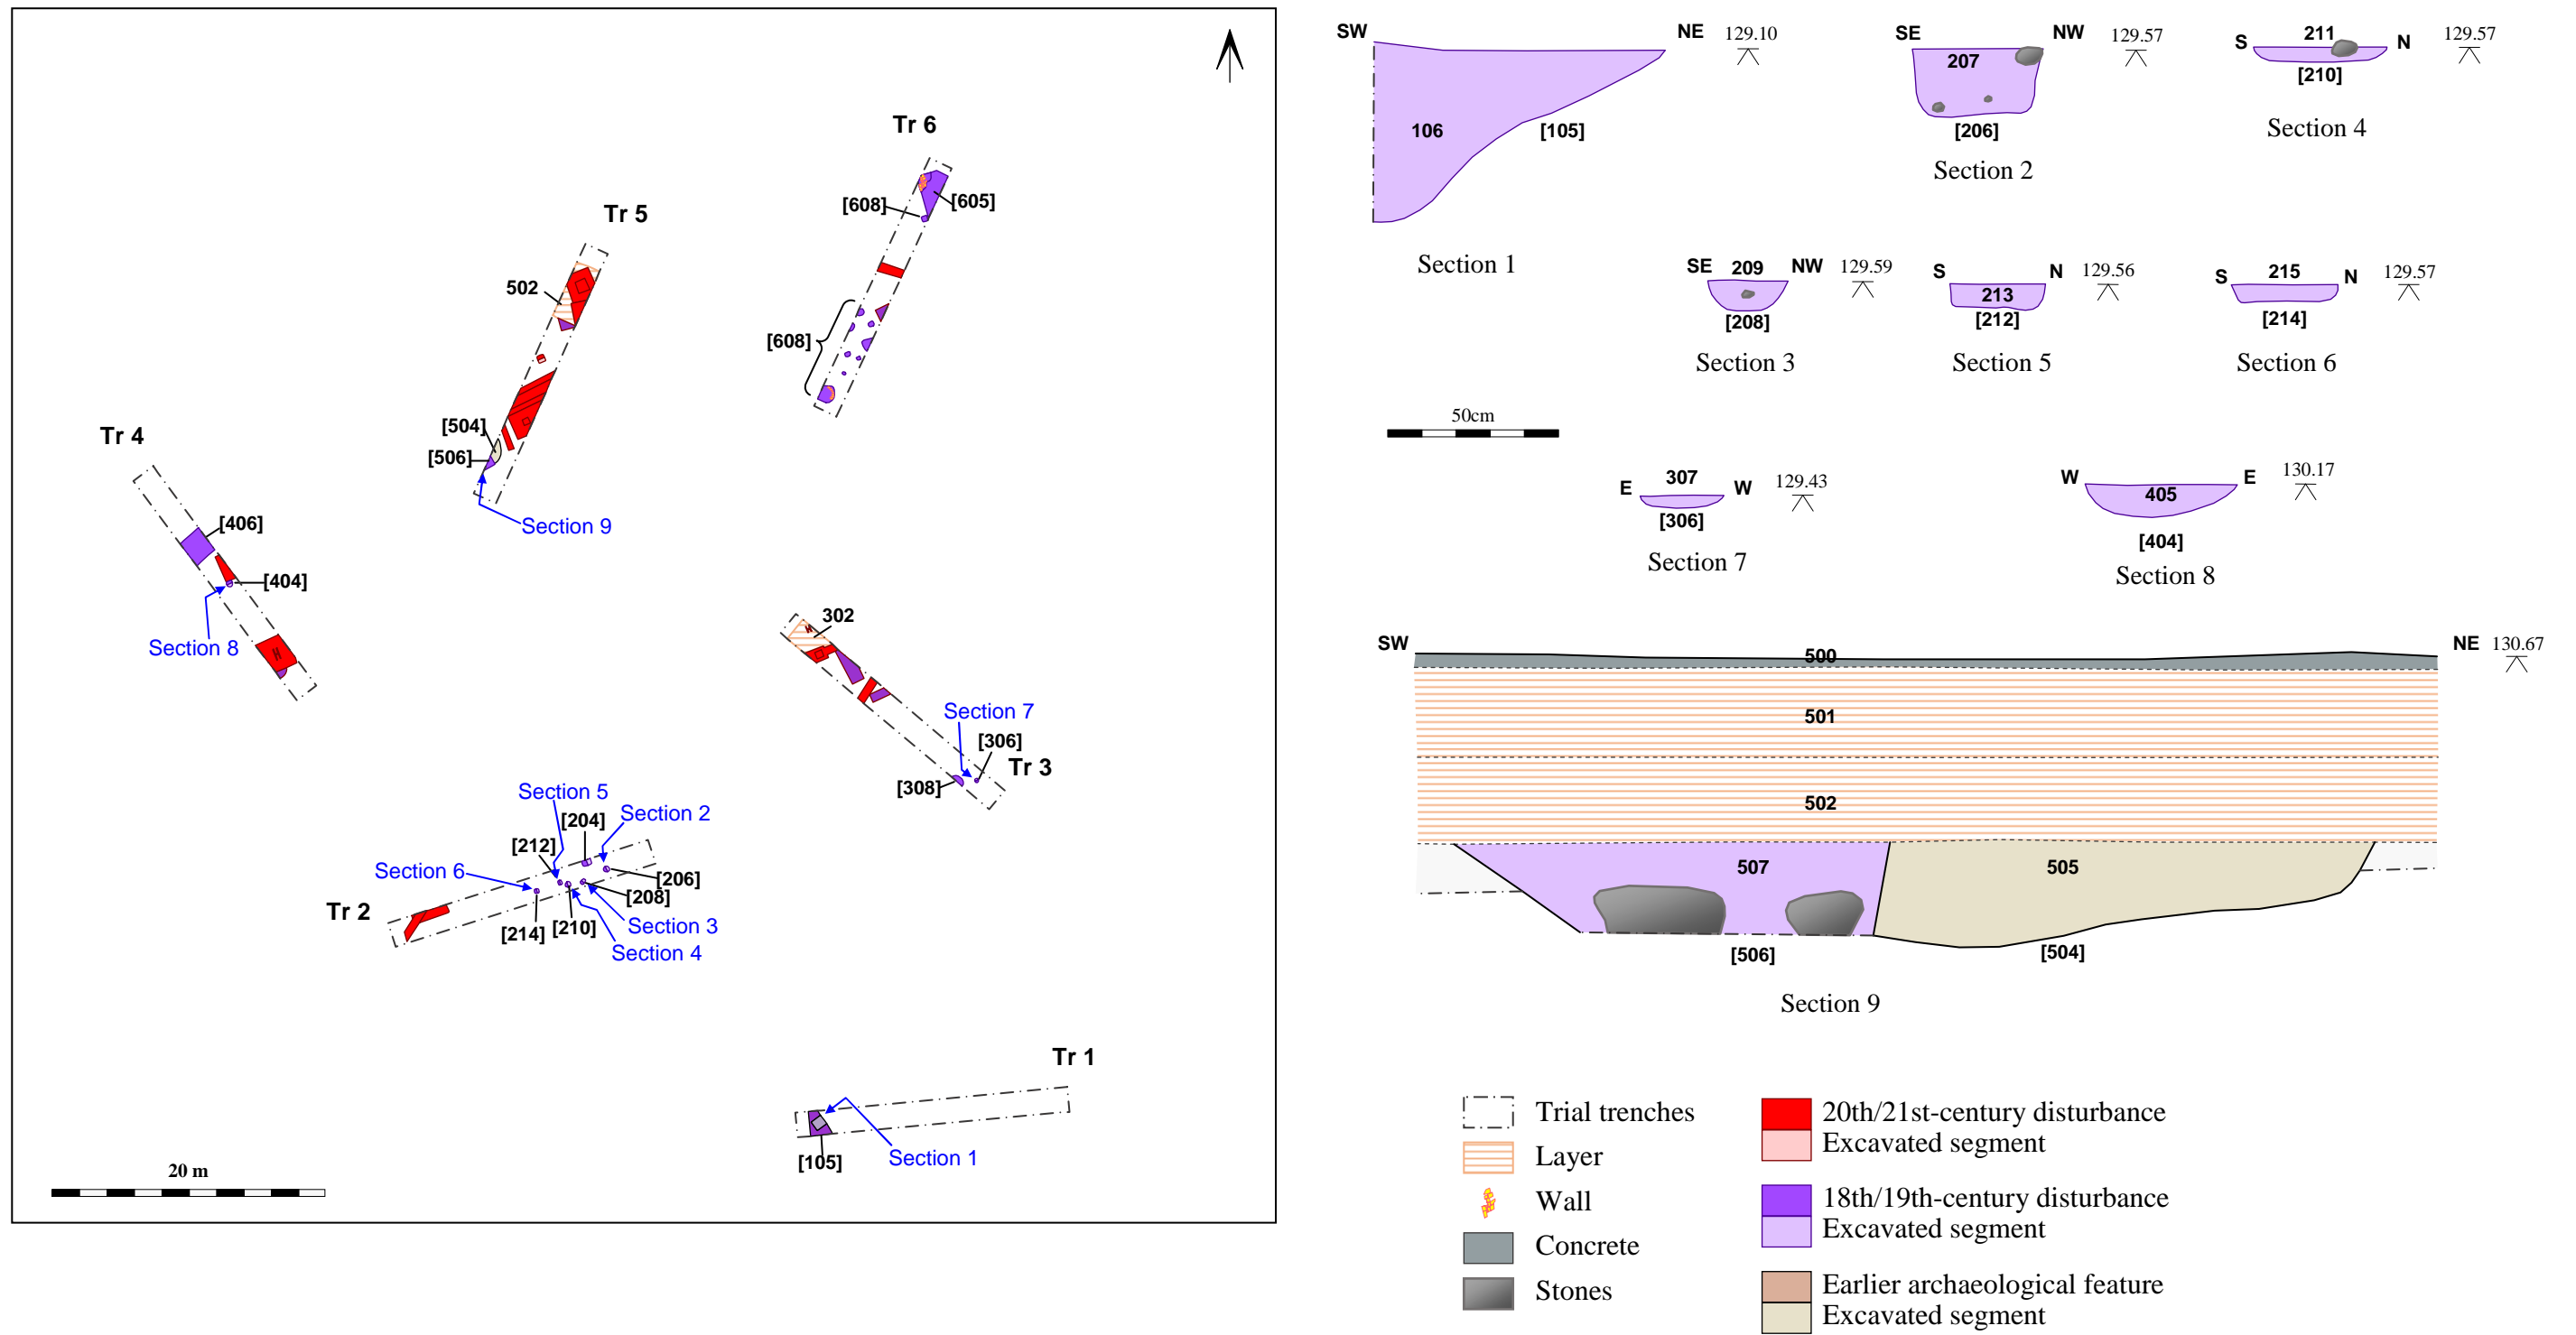 Tr 6
[608]
[605]
Tr 5
502
[608]
[504]
[506]
Section 9
Tr 4
[406]
[404]
Section 8
302
Section 7
[306]
Tr 3
[308]
Section 5
Section 2
[204]
[212]
Section 6
[206]
[208]
Tr 2
[214]
[210]
Section 3
Section 4
Tr 1
[105]
Section 1
20 m
SW
NE
129.10
106
[105]
Section 1
SE
NW
129.57
207
[206]
Section 2
S
211
N
129.57
[210]
Section 4
SE
209
NW
129.59
[208]
Section 3
S
N
129.56
213
[212]
Section 5
S
215
N
129.57
[214]
Section 6
50cm
E
307
W
129.43
[306]
Section 7
W
E
130.17
405
[404]
Section 8
SW
NE
130.67
500
501
502
507
505
[506]
[504]
Section 9
Trial trenches
Layer
Wall
Concrete
Stones
20th/21st-century disturbance
Excavated segment
18th/19th-century disturbance
Excavated segment
Earlier archaeological feature
Excavated segment